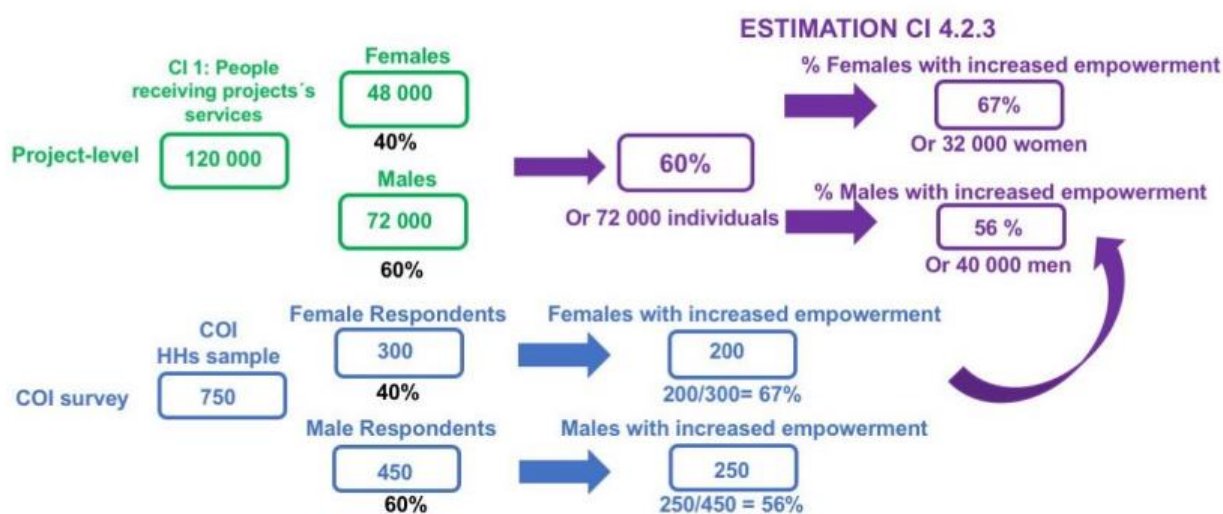 ESTIMATION CI 4.2.3
Females
CI 1: People
receiving projects´s
services
48 000
40%
% Females with increased empowerment
67%
Or 32 000 women
Project-level
120 000
60%
Or 72 000 individuals
Males
72 000
60%
% Males with increased empowerment
56 %
Or 40 000 men
Female Respondents
Females with increased empowerment
COI
HHs sample
300
40%
200
200/300= 67%
COI survey
750
Male Respondents
Males with increased empowerment
450
60%
250
250/450 = 56%